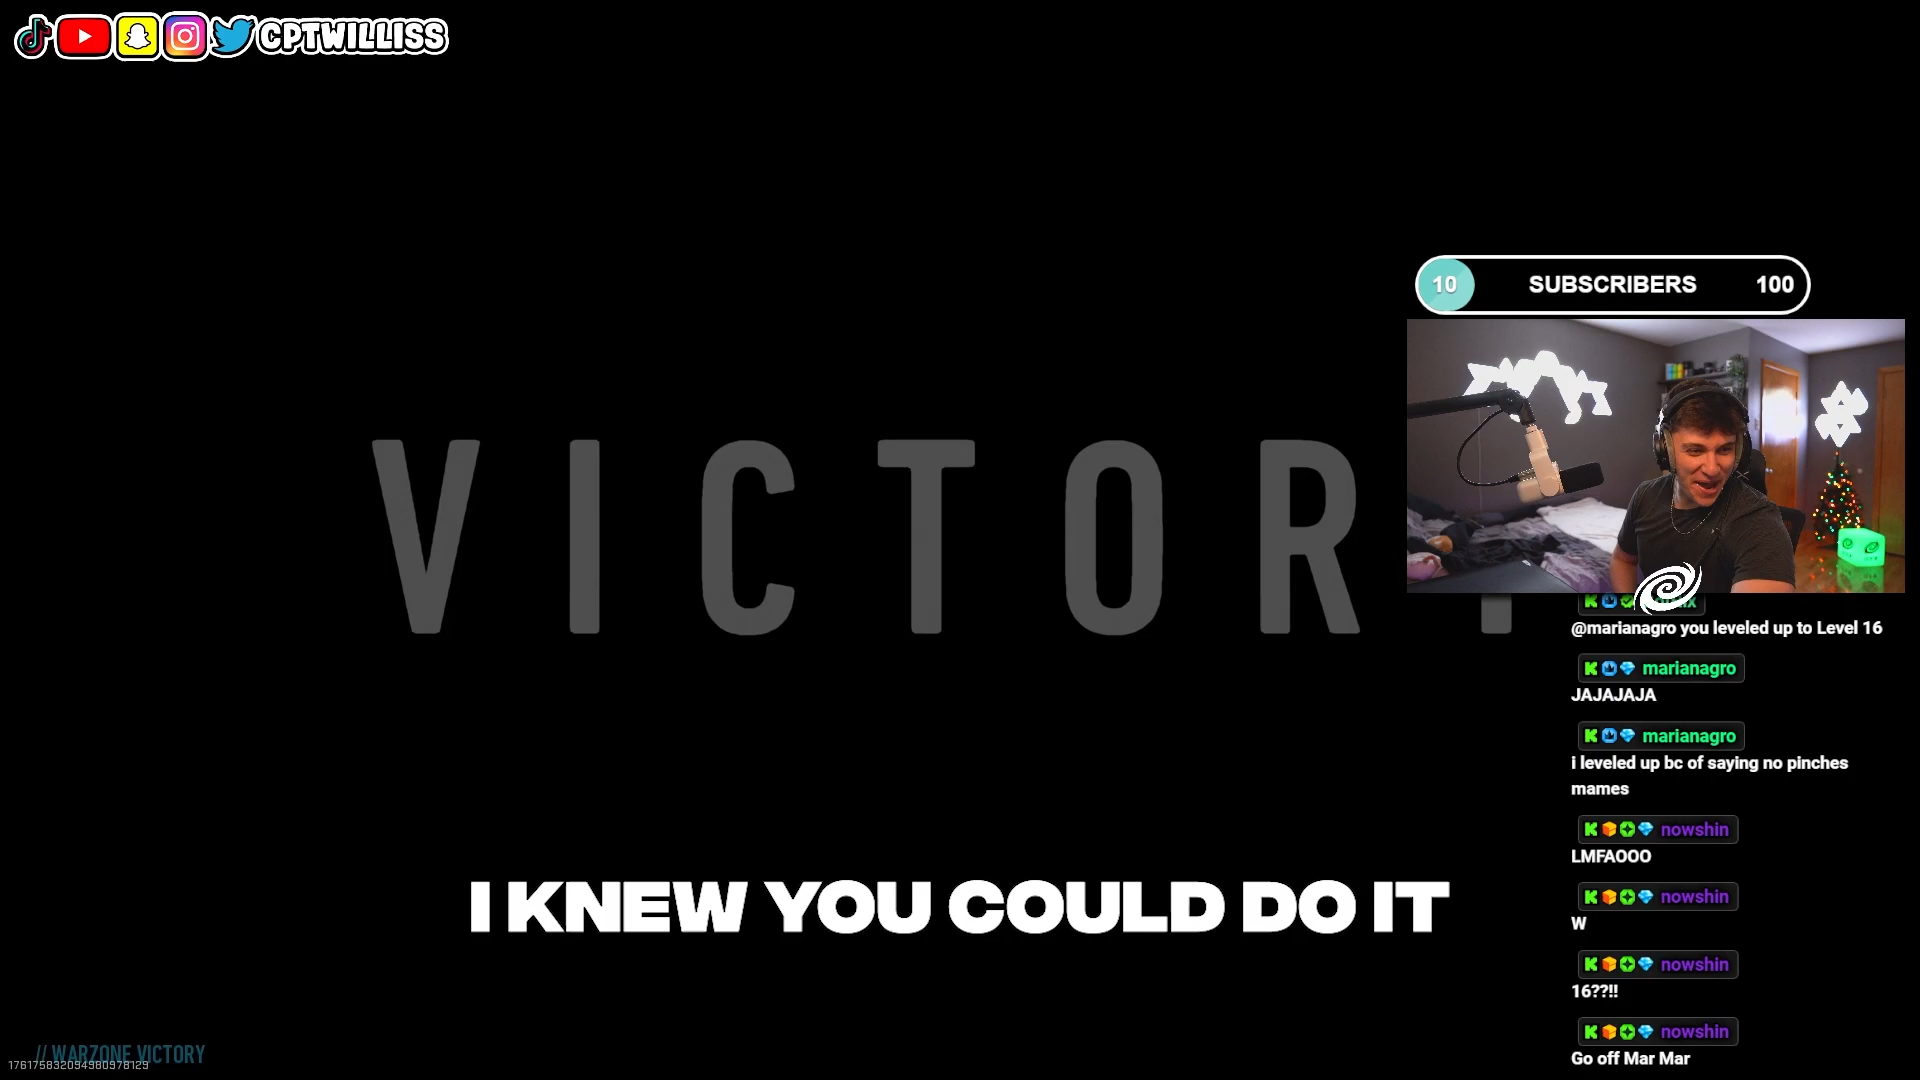 CPTWILLISS
10 SUBSCRIBERS 100
VICTOR
@marianagro you leveled up to Level 16
marianagro
JAJAJAJA
marianagro
i leveled up bc of saying no pinches
mames
nowshin
LMFAOOO
nowshin
W
nowshin
16??!!
nowshin
Go off Mar Mar
I KNEW YOU COULD DO IT
// WARZONE VICTORY
176175832094980978129